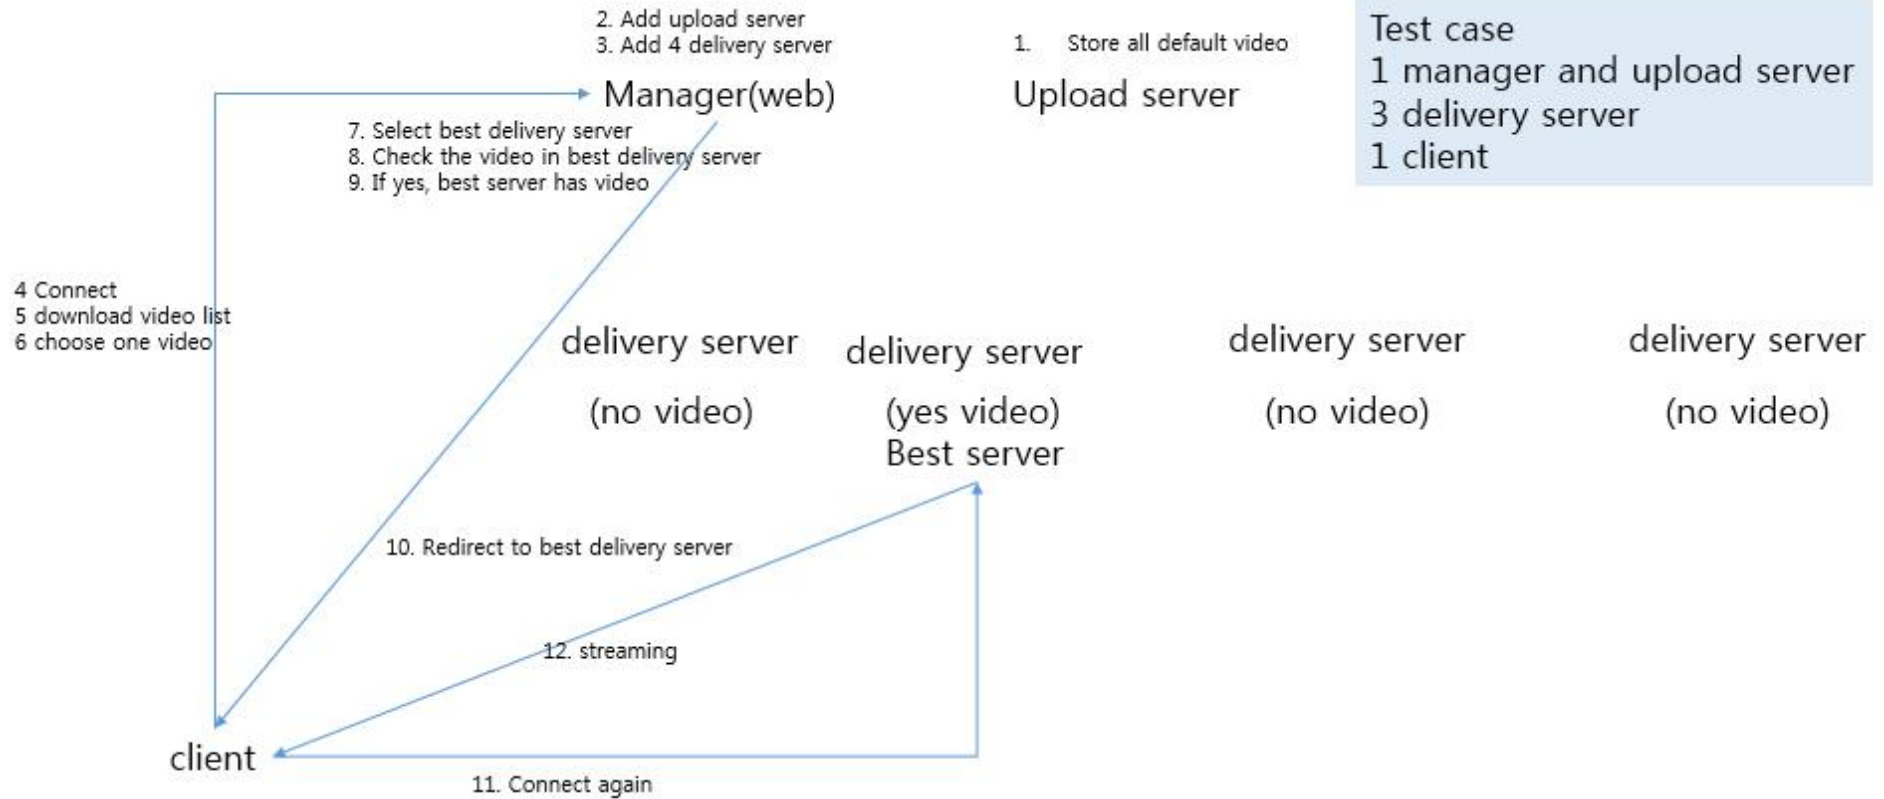 2. Add upload server
3. Add 4 delivery server
Manager(web)
1. Store all default video
Upload server
Test case
1 manager and upload server
3 delivery server
1 client
7. Select best delivery server
8. Check the video in best delivery server
9. If yes, best server has video
4 Connect
5 download video list
6 choose one video
delivery server
(no video)
delivery server
(yes video)
Best server
delivery server
(no video)
delivery server
(no video)
10. Redirect to best delivery server
12. streaming
client
11. Connect again